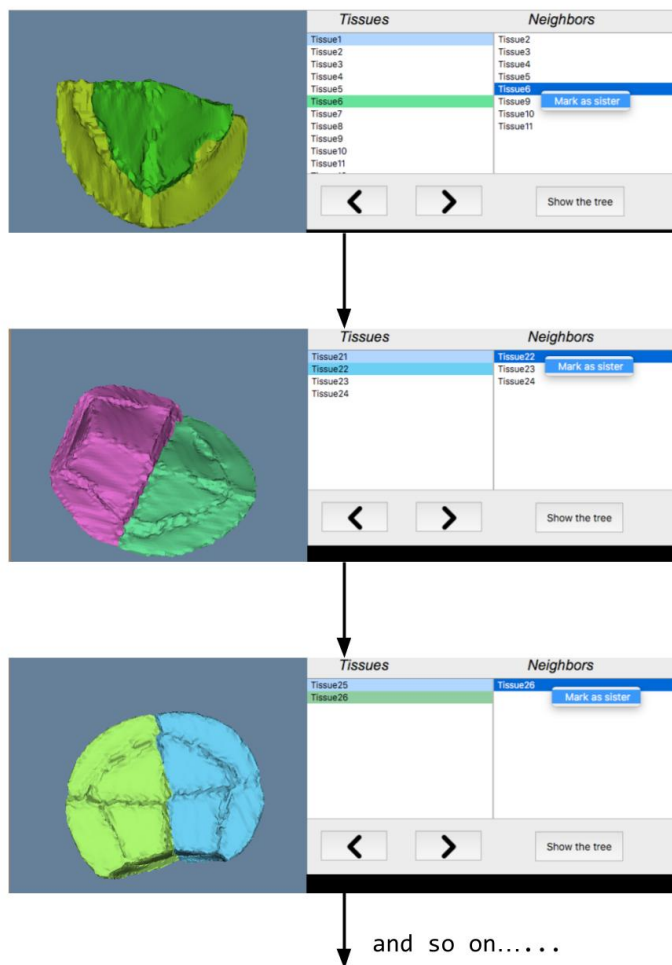 Tissues
Neighbors
Tissue1
Tissue2
Tissue3
Tissue4
Tissue5
Tissue6
Tissue7
Tissue8
Tissue9
Tissue10
Tissue11
Tissue2
Tissue3
Tissue4
Tissue5
Tissue6
Mark as sister
Tissue9
Tissue10
Tissue11
Show the tree
Tissues
Neighbors
Tissue21
Tissue22
Tissue23
Tissue24
Tissue22
Mark as sister
Tissue23
Tissue24
Show the tree
Tissues
Neighbors
Tissue25
Tissue26
Tissue26
Mark as sister
Show the tree
and so on......